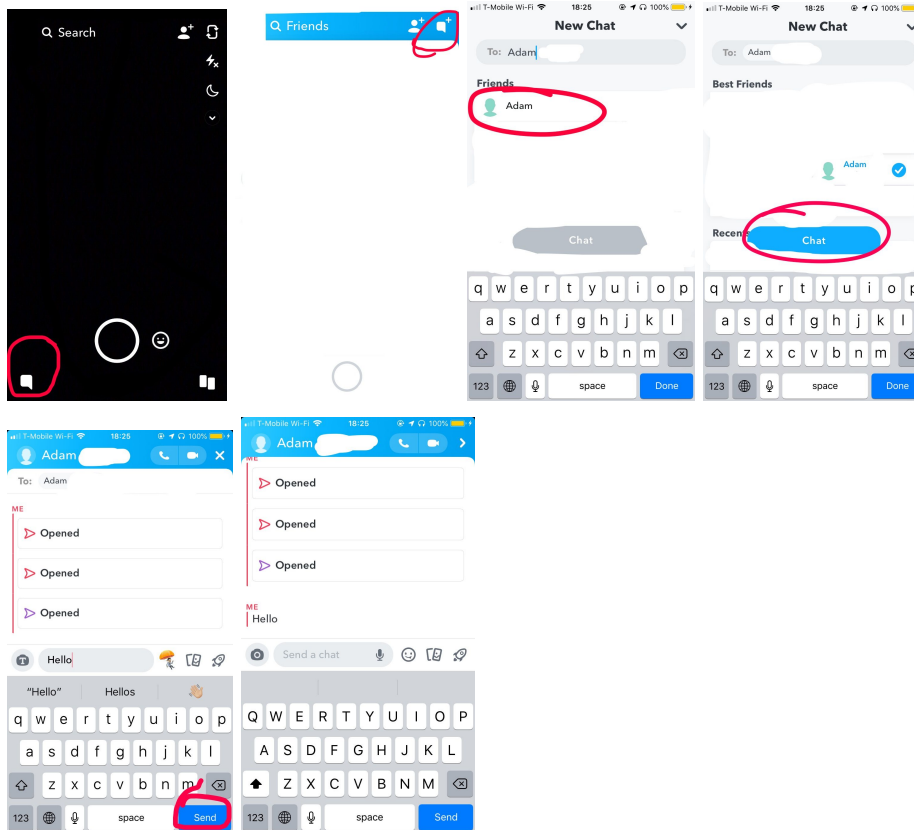 Search
Friends
T-Mobile Wi-Fi 18:25 100%
New Chat
To: Adam
Friends
Adam
Chat
q w e r t y u i o p
a s d f g h j k l
z x c v b n m
123 space Done
T-Mobile Wi-Fi 18:25 100%
New Chat
To: Adam
Best Friends
Adam
Recen
Chat
q w e r t y u i o p
a s d f g h j k l
z x c v b n m
123 space Done
T-Mobile Wi-Fi 18:25 100%
Adam
To: Adam
ME
Opened
Opened
Opened
T Hello
“Hello” Hellos
q w e r t y u i o p
a s d f g h j k l
z x c v b n m
123 space Send
T-Mobile Wi-Fi 18:25 100%
Adam
ME
Opened
Opened
Opened
ME
Hello
Send a chat
Q W E R T Y U I O P
A S D F G H J K L
Z X C V B N M
123 space Send